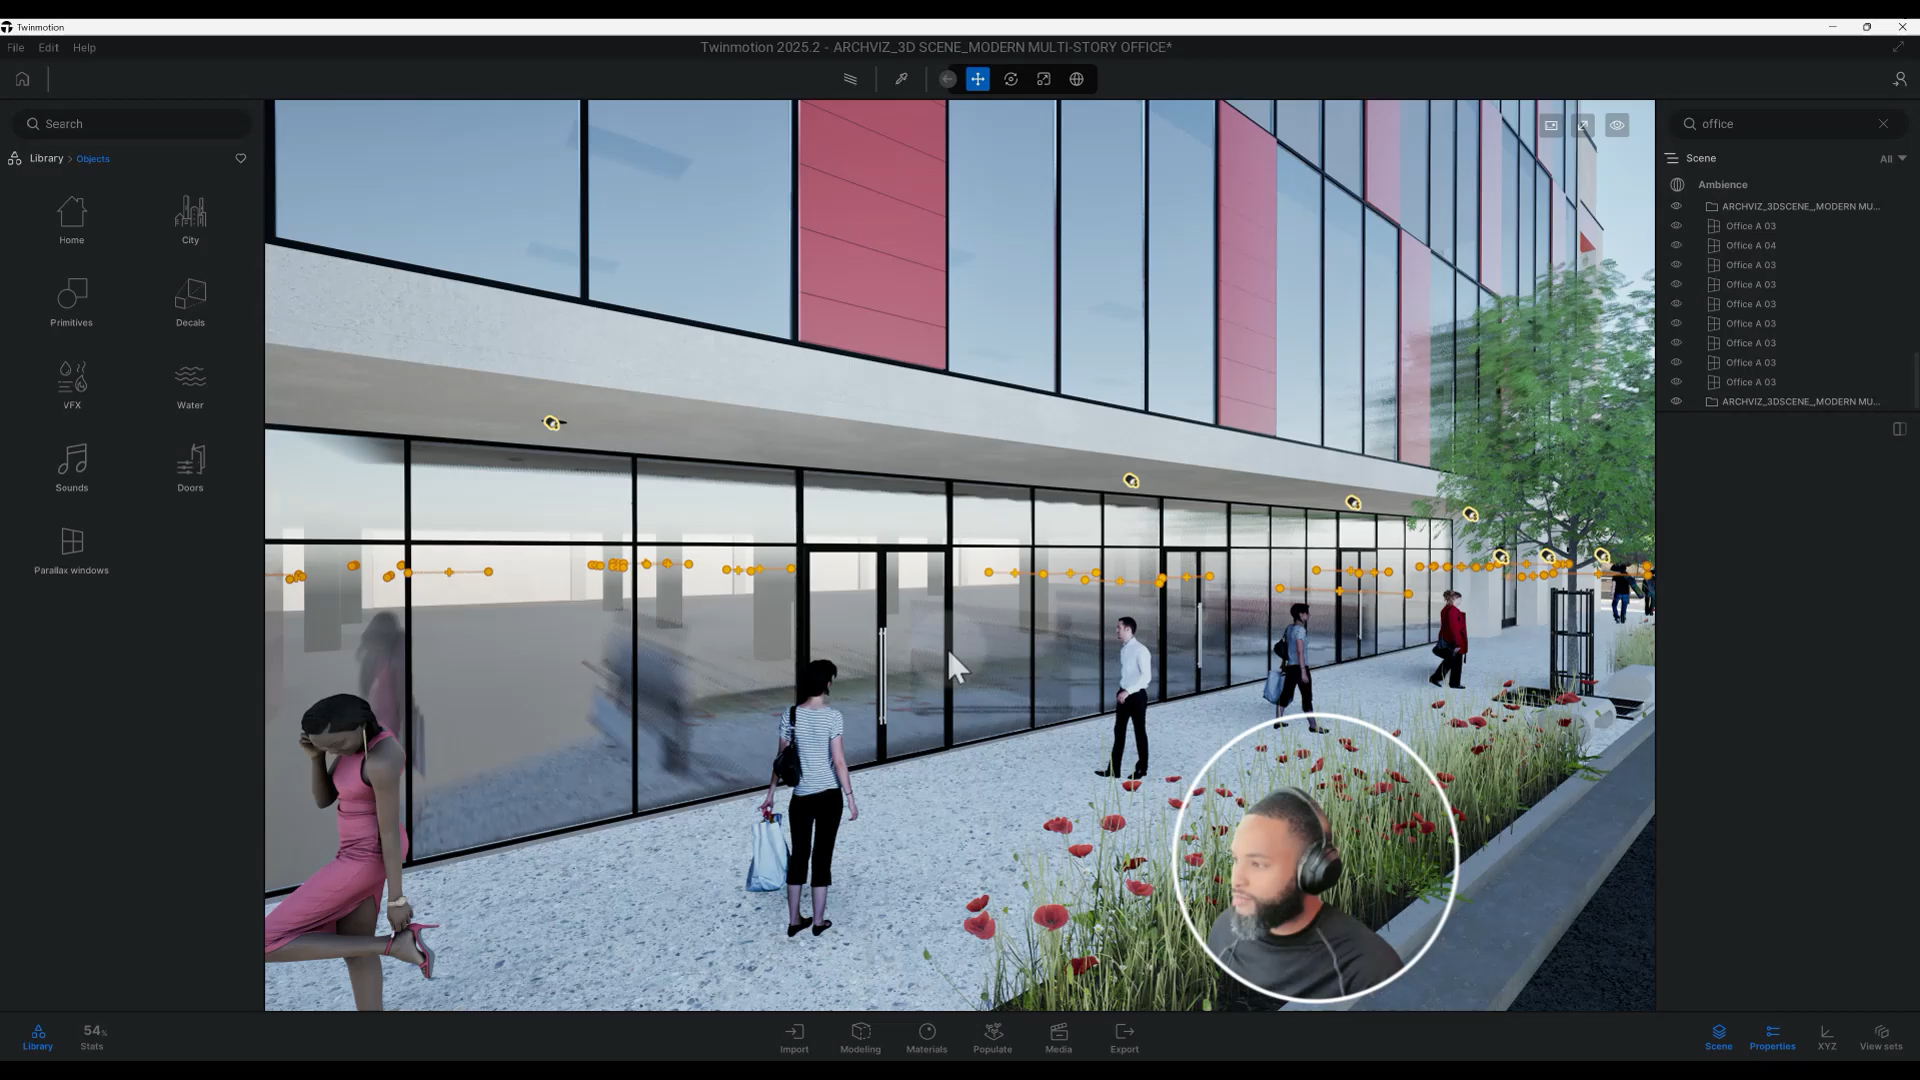 Twinmotion
File Edit Help
Twinmotion 2025.2 - ARCHVIZ_3D SCENE_MODERN MULTI-STORY OFFICE*
Search
Library > Objects
Home
City
Primitives
Decals
VFX
Water
Sounds
Doors
Parallax windows
office
Scene
All
Ambience
ARCHVIZ_3DSCENE_MODERN MU...
Office A 03
Office A 04
Office A 03
Office A 03
Office A 03
Office A 03
Office A 03
Office A 03
Office A 03
ARCHVIZ_3DSCENE_MODERN MU...
Library
54%
Stats
Import
Modeling
Materials
Populate
Media
Export
Scene
Properties
XYZ
View sets